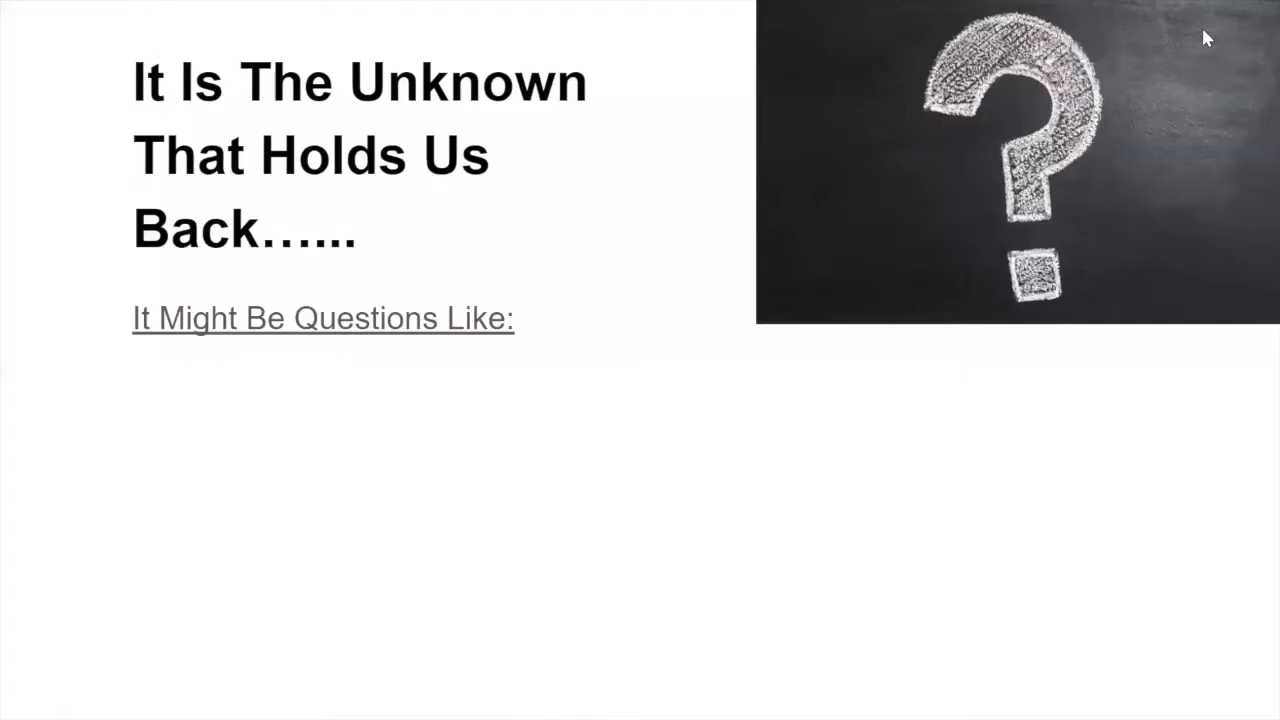 It Is The Unknown
That Holds Us
Back…...
It Might Be Questions Like:
?